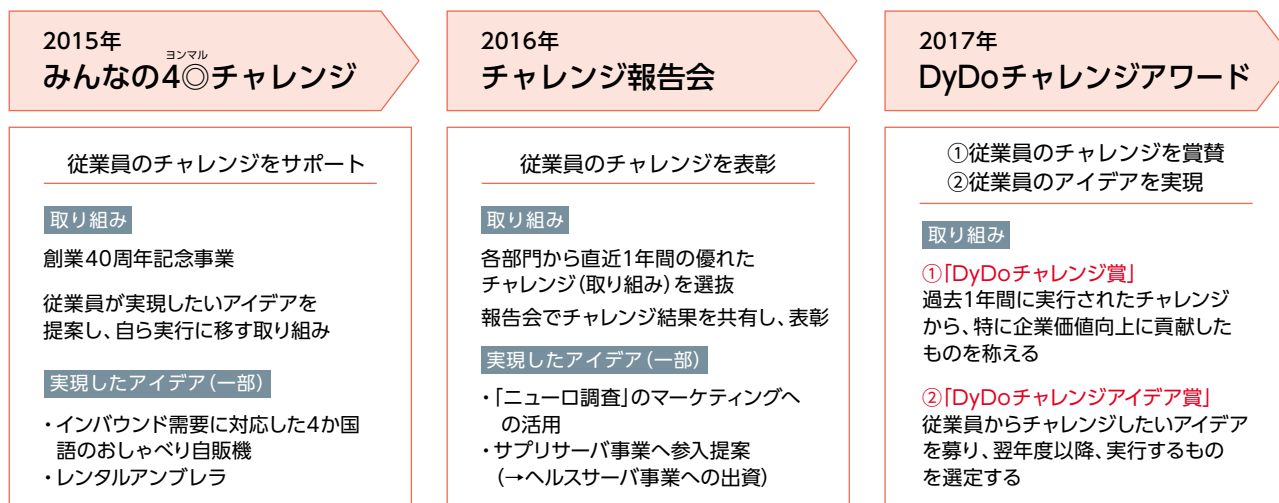 2015年
ヨンマル
みんなの4◎チャレンジ
従業員のチャレンジをサポート
取り組み
創業40周年記念事業
従業員が実現したいアイデアを
提案し、自ら実行に移す取り組み
実現したアイデア（一部）
・インバウンド需要に対応した4か国
語のおしゃべり自販機
・レンタルアンブレラ
2016年
チャレンジ報告会
従業員のチャレンジを表彰
取り組み
各部門から直近1年間の優れた
チャレンジ（取り組み）を選抜
報告会でチャレンジ結果を共有し、表彰
実現したアイデア（一部）
・「ニューロ調査」のマーケティングへ
の活用
・サプリサーバ事業へ参入提案
（→ヘルスサーバ事業への出資）
2017年
DyDoチャレンジアワード
①従業員のチャレンジを賞賛
②従業員のアイデアを実現
取り組み
①「DyDoチャレンジ賞」
過去1年間に実行されたチャレンジ
から、特に企業価値向上に貢献した
ものを称える
②「DyDoチャレンジアイデア賞」
従業員からチャレンジしたいアイデア
を募り、翌年度以降、実行するもの
を選定する